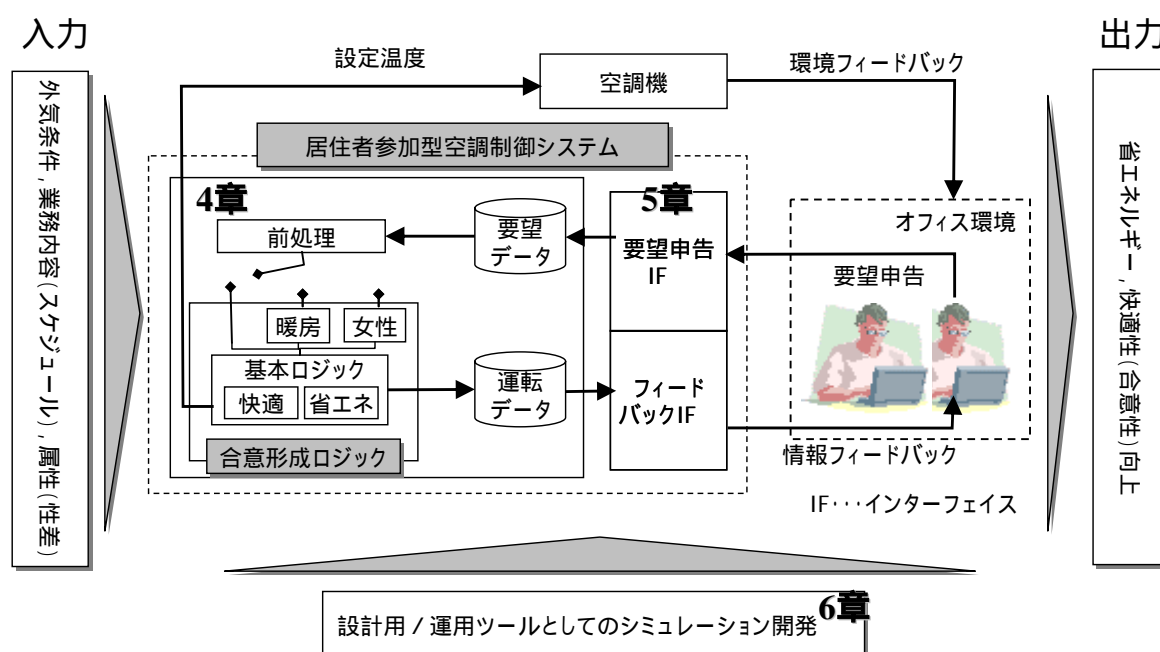 入力
出力
設定温度
空調機
環境フィードバック
外気条件,業務内容(スケジュール),属性(性差)
居住者参加型空調制御システム
省エネルギー,快適性(合意性)向上
4章
5章
オフィス環境
前処理
要望
データ
要望申告
IF
要望申告
暖房
女性
基本ロジック
快適
省エネ
運転
データ
フィード
バックIF
合意形成ロジック
情報フィードバック
IF・・・インターフェイス
6章
設計用/運用ツールとしてのシミュレーション開発